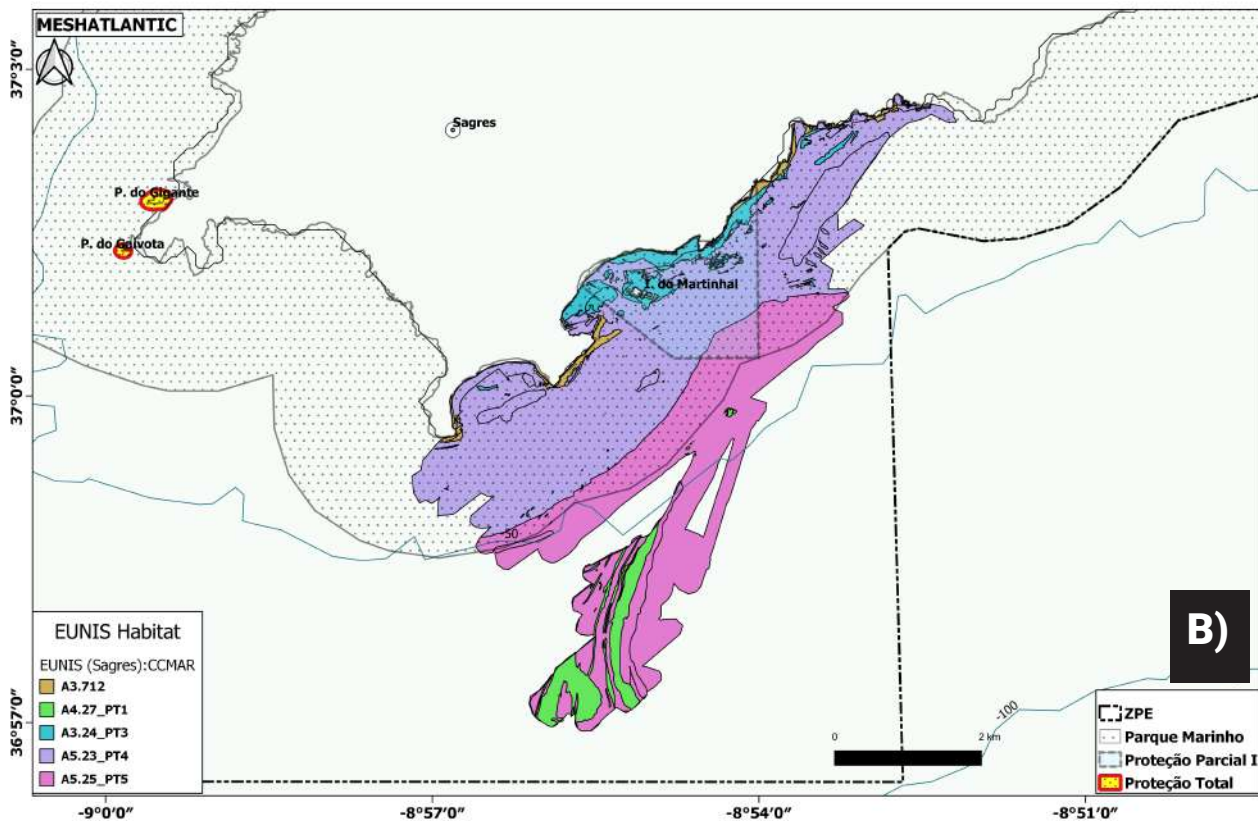 MESHATLANTIC
37°3′0″
Sagres
P. do Gigante
P. do Gaivota
I. do Martinhal
37°0′0″
-50
EUNIS Habitat
EUNIS (Sagres):CCMAR
A3.712
A4.27_PT1
A3.24_PT3
A5.23_PT4
A5.25_PT5
36°57′0″
B)
-100
ZPE
Parque Marinho
Proteção Parcial I
Proteção Total
0 2 km
-9°0′0″ -8°57′0″ -8°54′0″ -8°51′0″